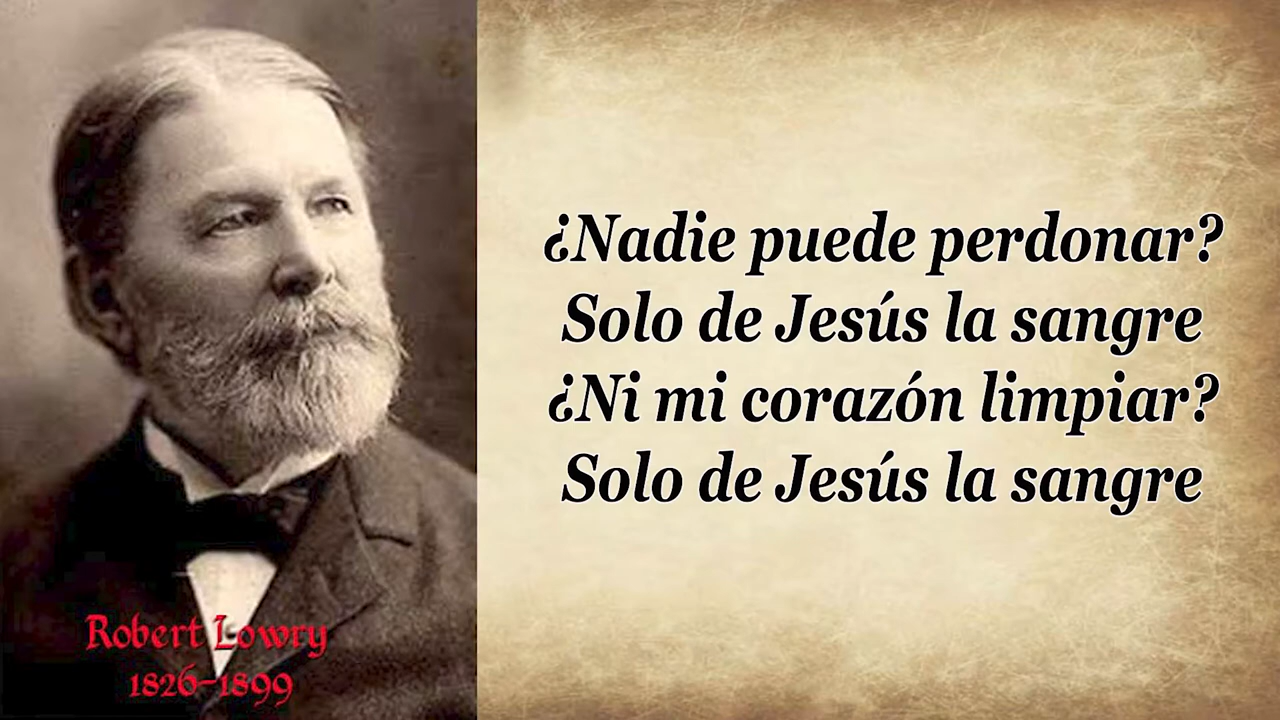 ¿Nadie puede perdonar?
Solo de Jesús la sangre
¿Ni mi corazón limpiar?
Solo de Jesús la sangre
Robert Lowry
1826-1899